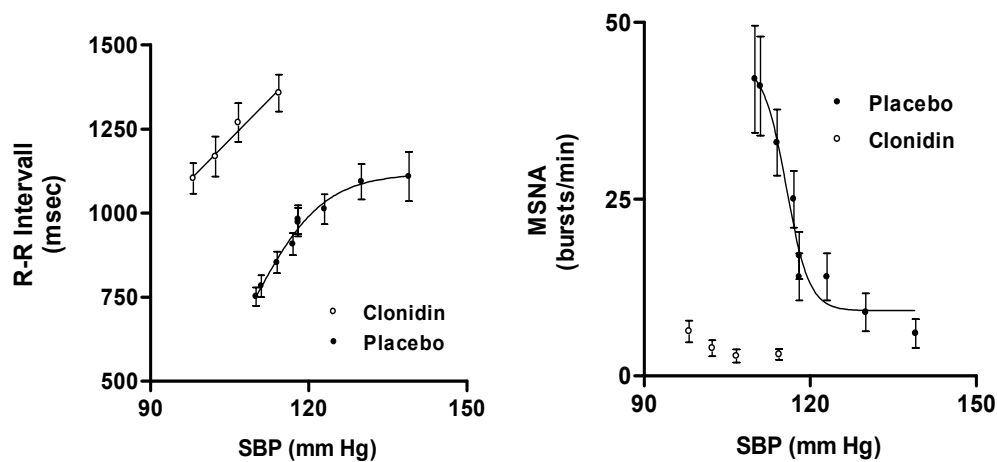 1500
1250
1000
750
500
R-R Intervall
(msec)
Clonidin
Placebo
90
120
150
SBP (mm Hg)
50
25
0
MSNA
(bursts/min)
Placebo
Clonidin
90
120
150
SBP (mm Hg)